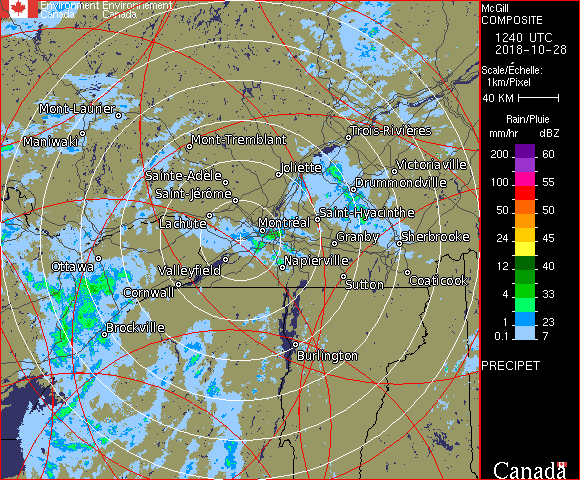 Environment Environnement
Canada Canada
McGill
COMPOSITE
1240 UTC
2018-10-28
Scale/Échelle:
1km/Pixel
40 KM
Rain/Pluie
mm/hr dBZ
200 60
55
100 55
50 50
24 45
12 40
4 33
1 23
0.1 7
PRECIPET
Canada
Mont-Laurier
Maniwaki
Mont-Tremblant
Trois-Rivières
Joliette
Victoriaville
Sainte-Adèle
Drummondville
Saint-Jérôme
Lachute
Saint-Hyacinthe
Montréal
Granby
Sherbrooke
Ottawa
Valleyfield
Napierville
Cornwall
Sutton
Coaticook
Brockville
Burlington